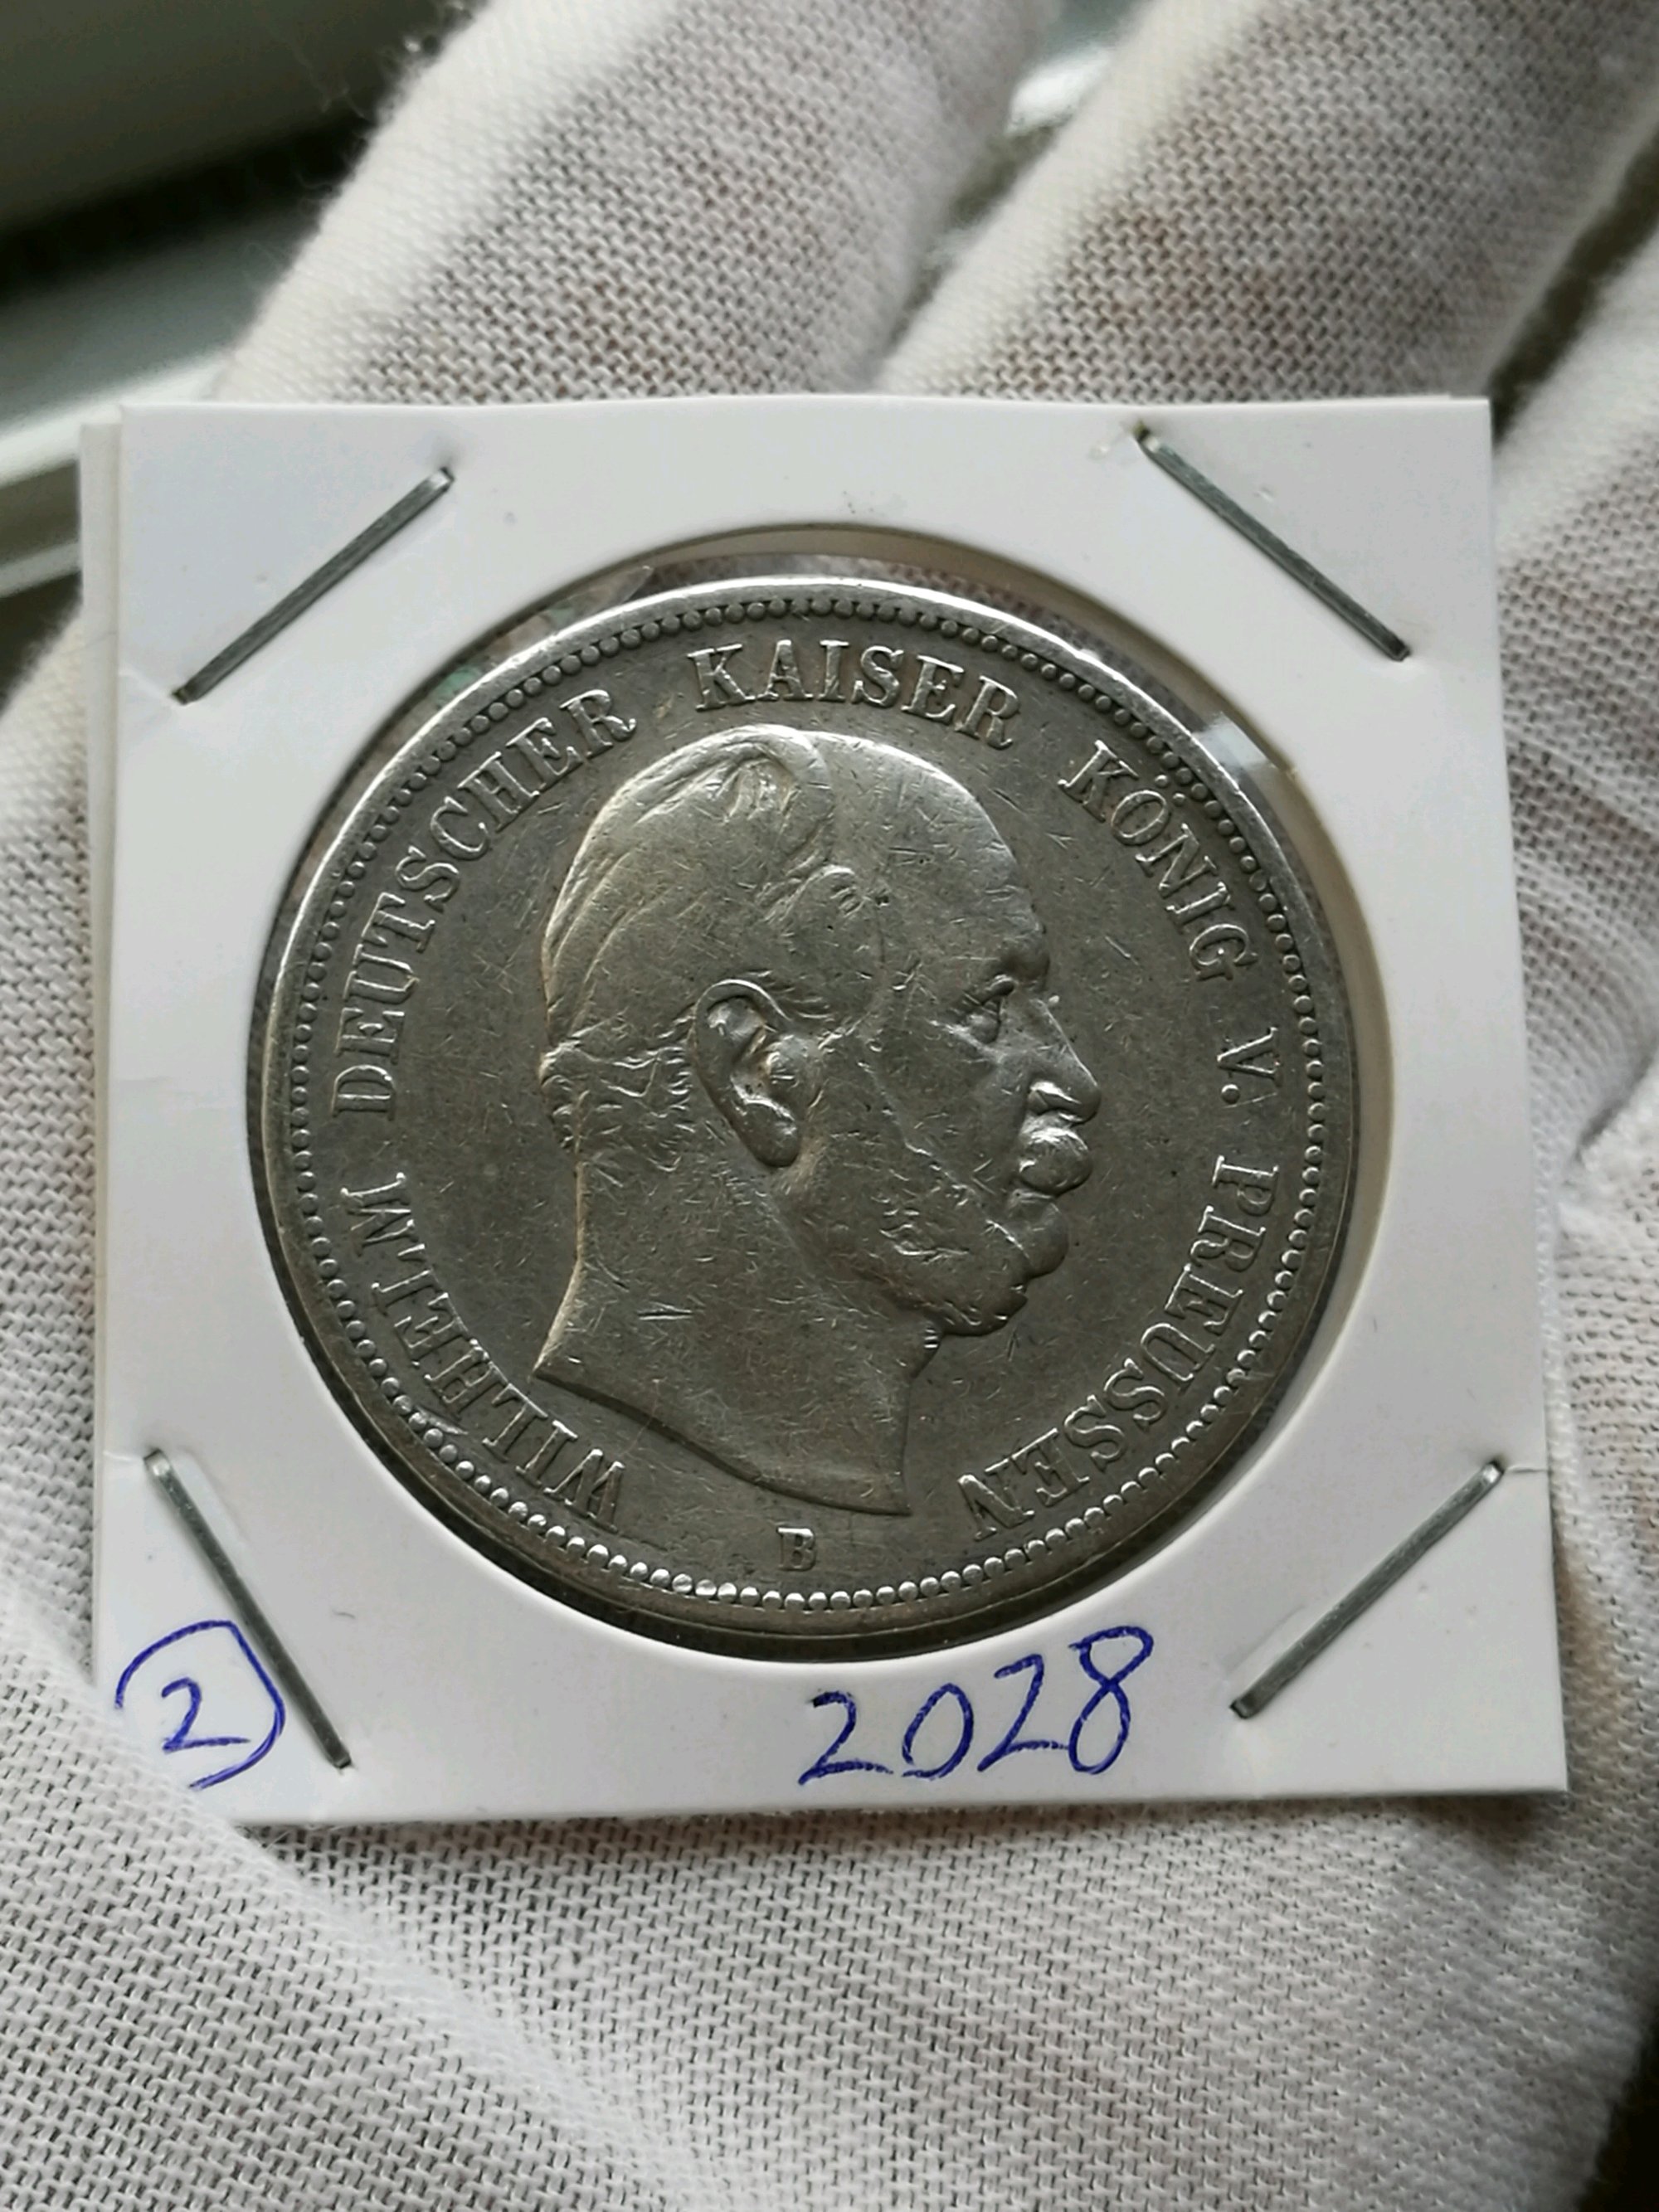 WILHELM DEUTSCHER KAISER KÖNIG V. PREUSSEN
B
2
2028